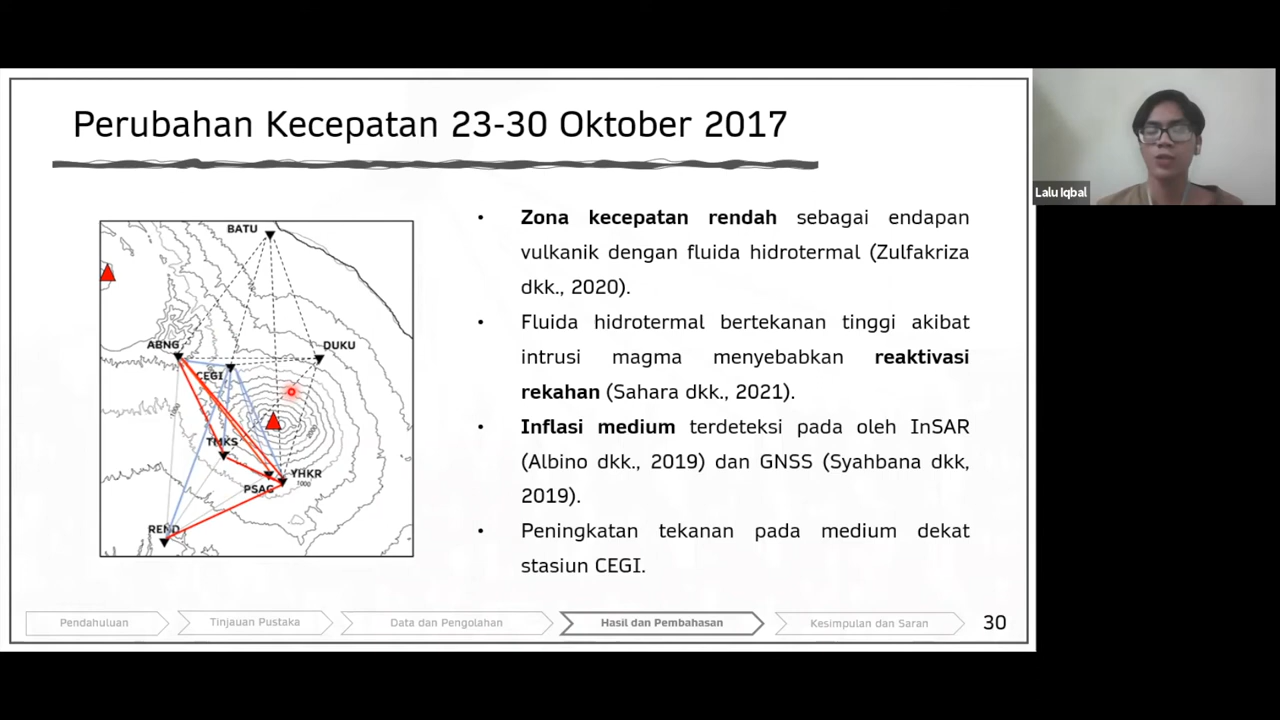 Perubahan Kecepatan 23-30 Oktober 2017
Lalu Iqbal
BATU
ABNG
DUKU
CEGI
TMKS
YHKR
PSAG
1000
REND
1000
• Zona kecepatan rendah sebagai endapan
vulkanik dengan fluida hidrotermal (Zulfakriza
dkk., 2020).
• Fluida hidrotermal bertekanan tinggi akibat
intrusi magma menyebabkan reaktivasi
rekahan (Sahara dkk., 2021).
• Inflasi medium terdeteksi pada oleh InSAR
(Albino dkk., 2019) dan GNSS (Syahbana dkk,
2019).
• Peningkatan tekanan pada medium dekat
stasiun CEGI.
Pendahuluan
Tinjauan Pustaka
Data dan Pengolahan
Hasil dan Pembahasan
Kesimpulan dan Saran
30